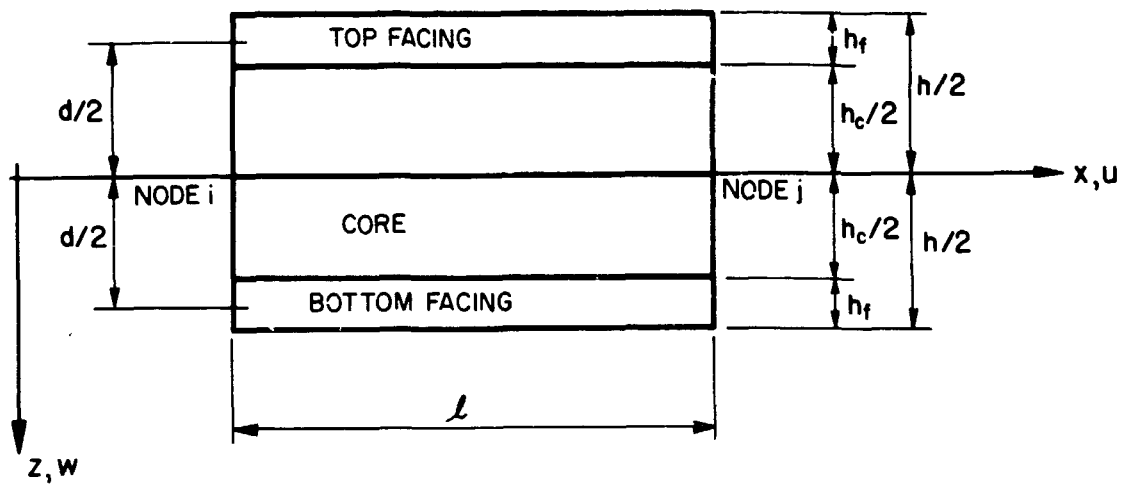 TOP FACING
h_f
d/2
h_c/2
h/2
x, u
NODE i
NODE j
CORE
d/2
h_c/2
h/2
BOTTOM FACING
h_f
l
z, w